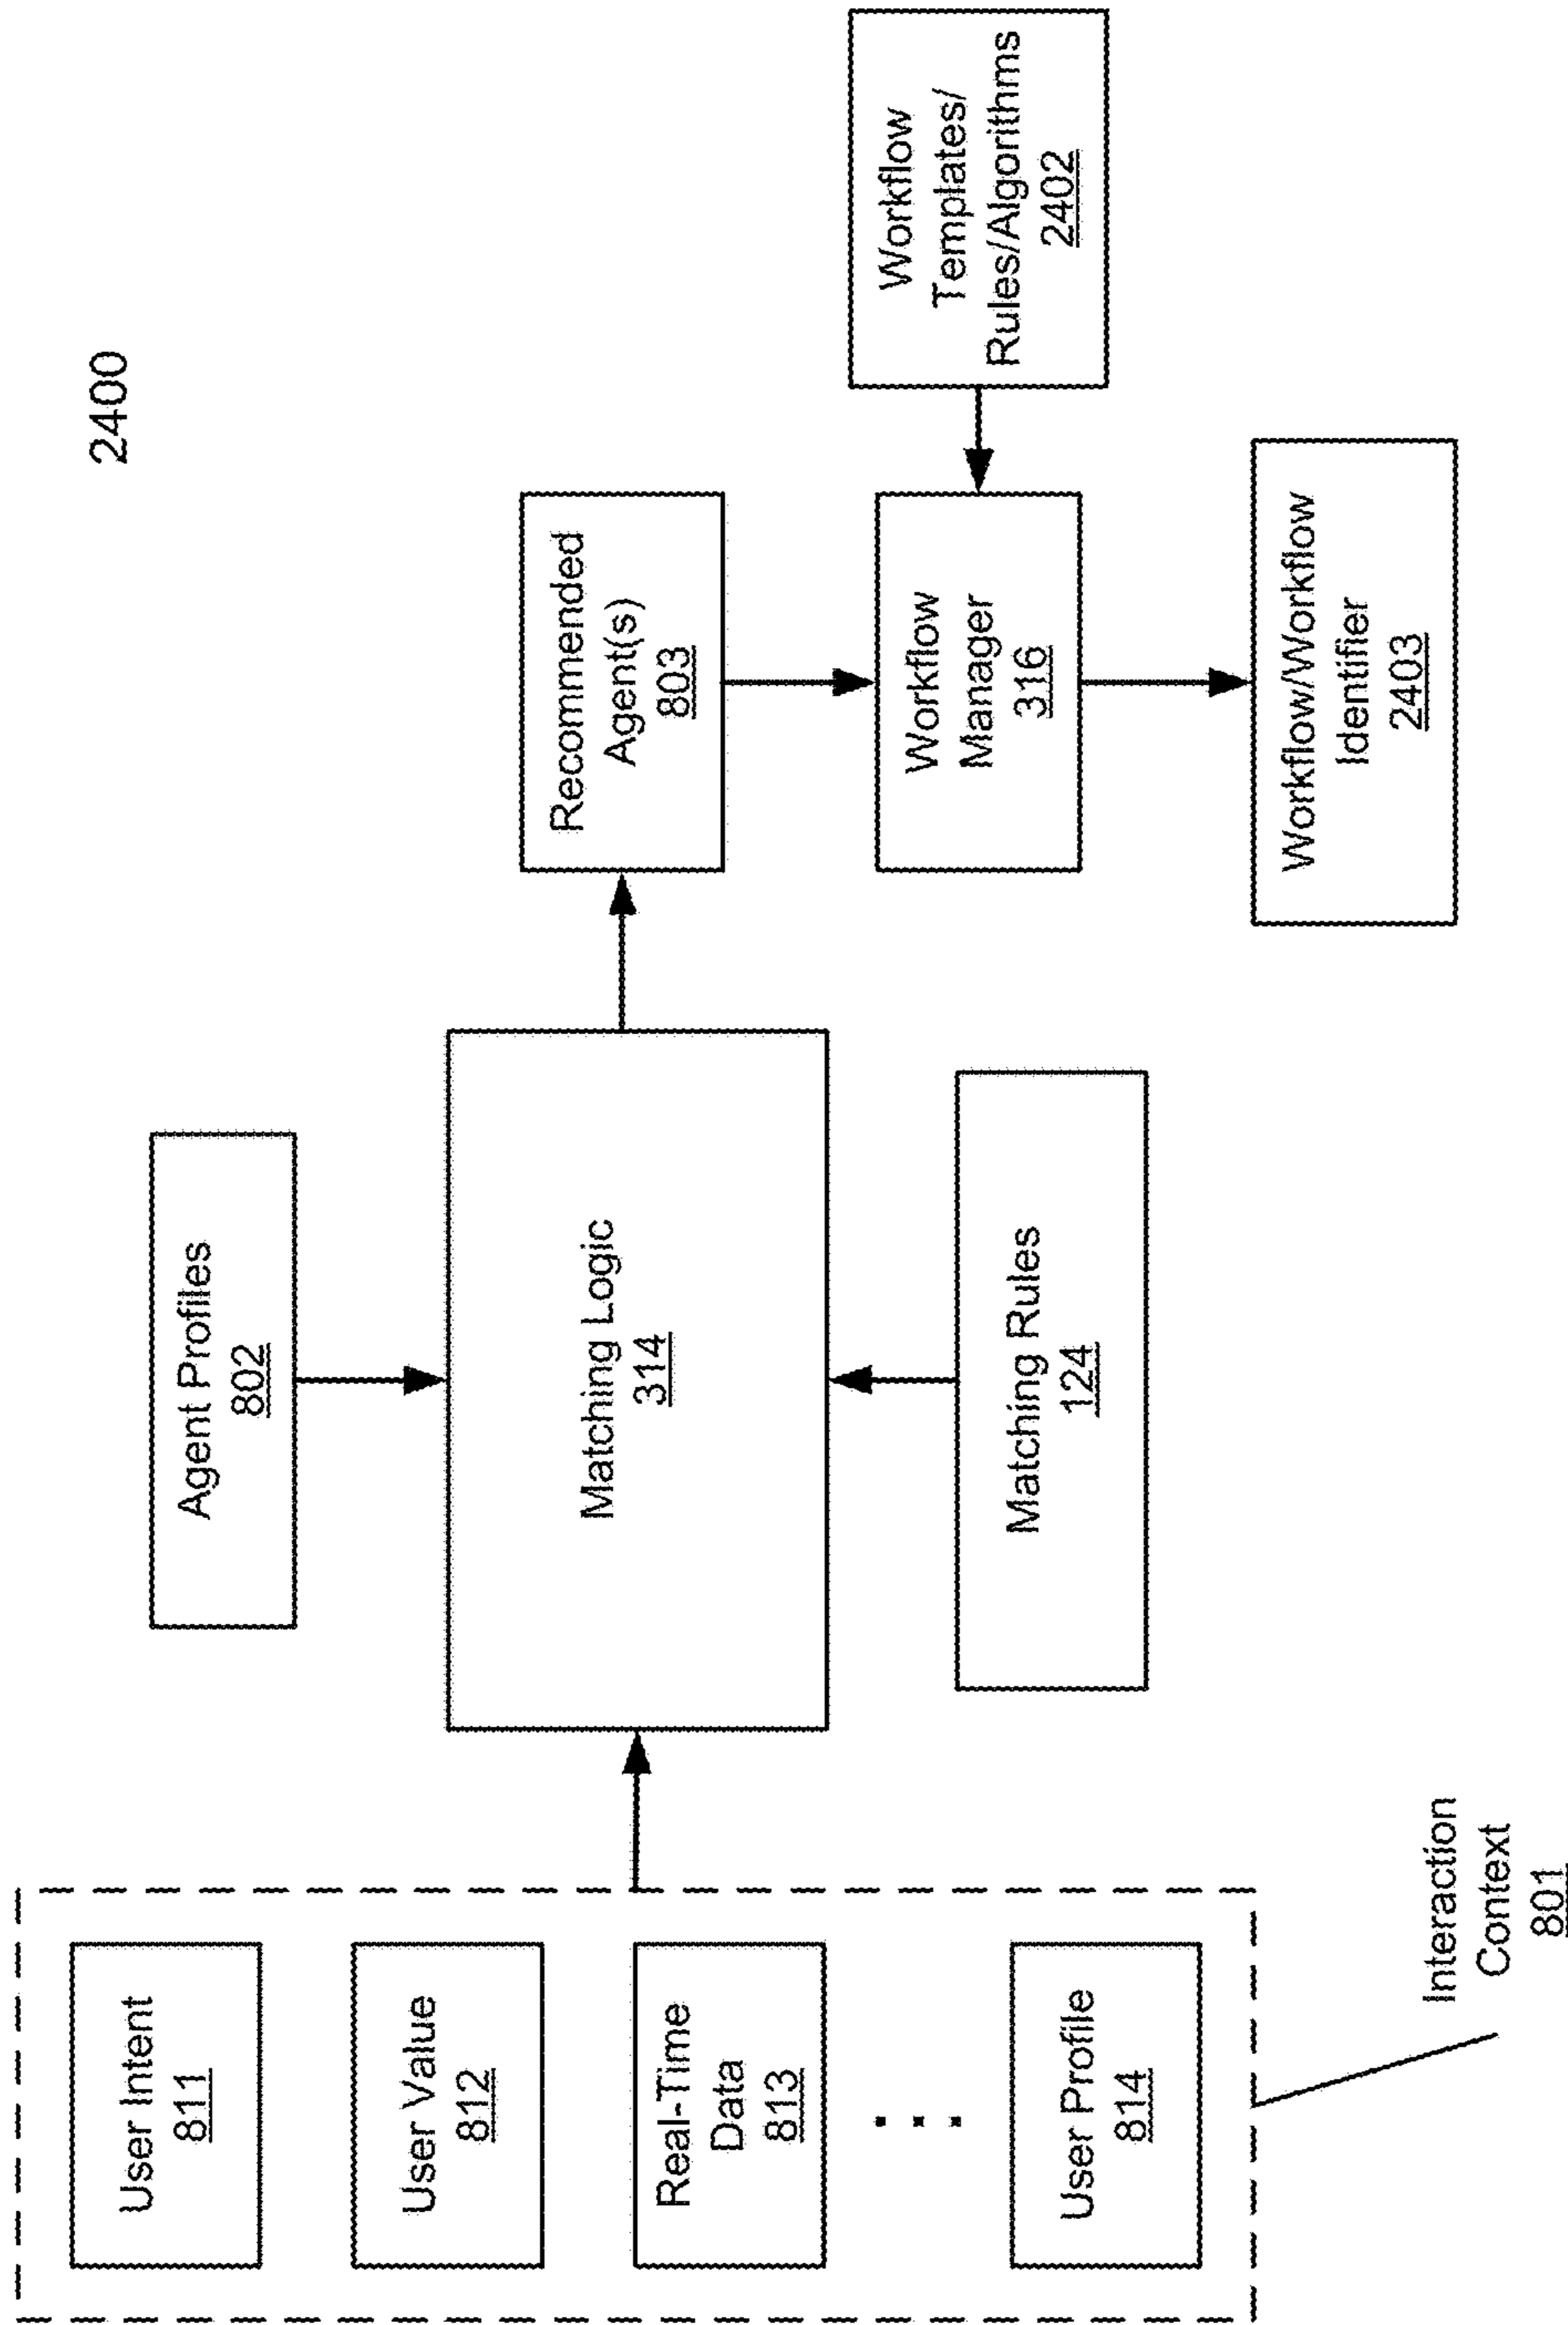 2400
User Intent
811
User Value
812
Real-Time
Data
813
User Profile
814
Interaction
Context
801
Agent Profiles
802
Matching Logic
314
Matching Rules
124
Recommended
Agent(s)
803
Workflow
Manager
316
Workflow
Templates/
Rules/Algorithms
2402
Workflow/Workflow
Identifier
2403